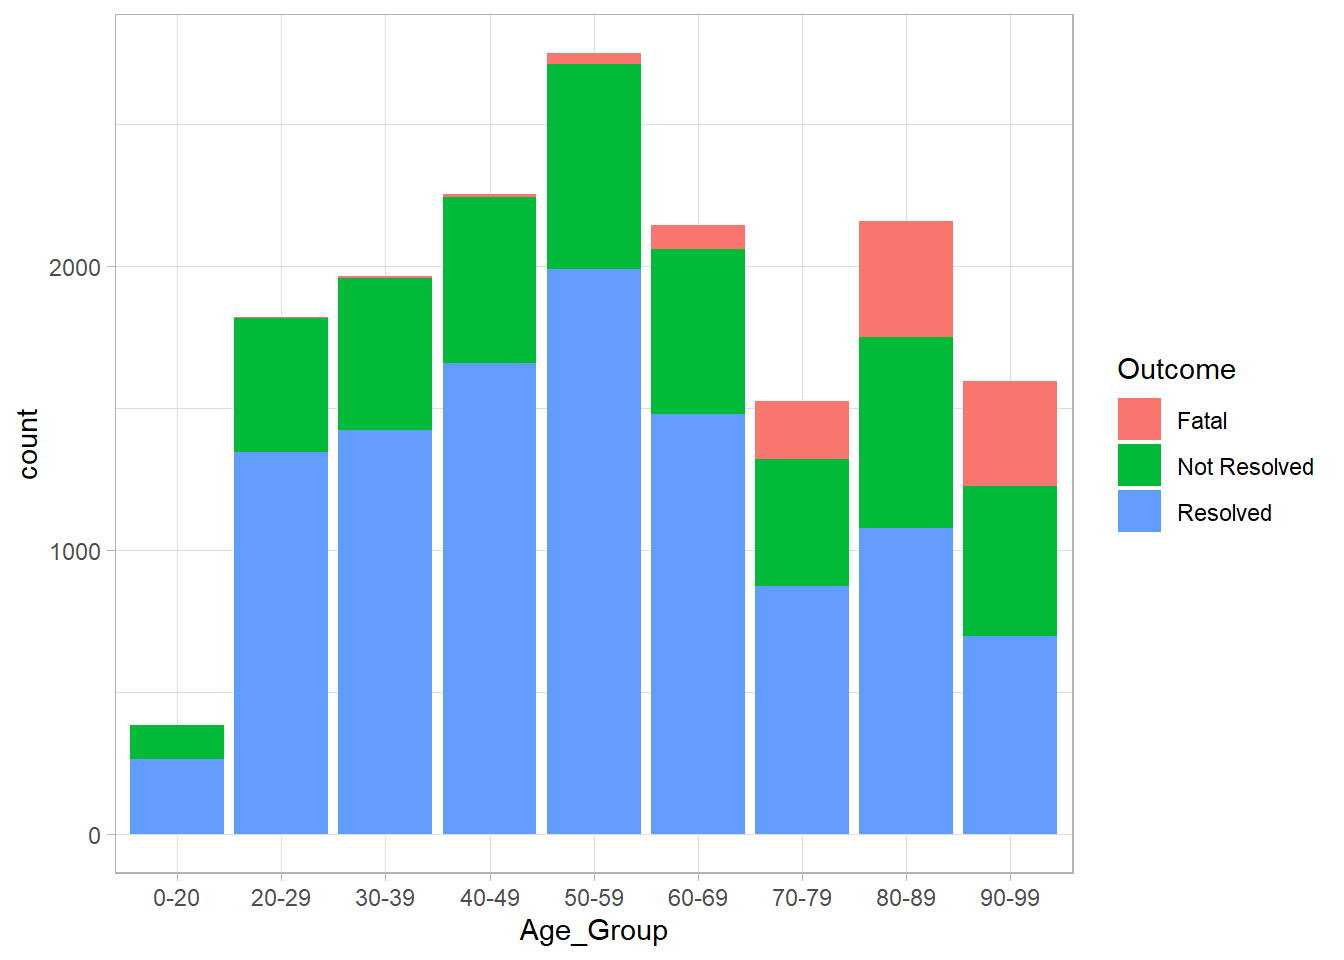 count
2000
1000
0
0-20 20-29 30-39 40-49 50-59 60-69 70-79 80-89 90-99
Age_Group
Outcome
Fatal
Not Resolved
Resolved